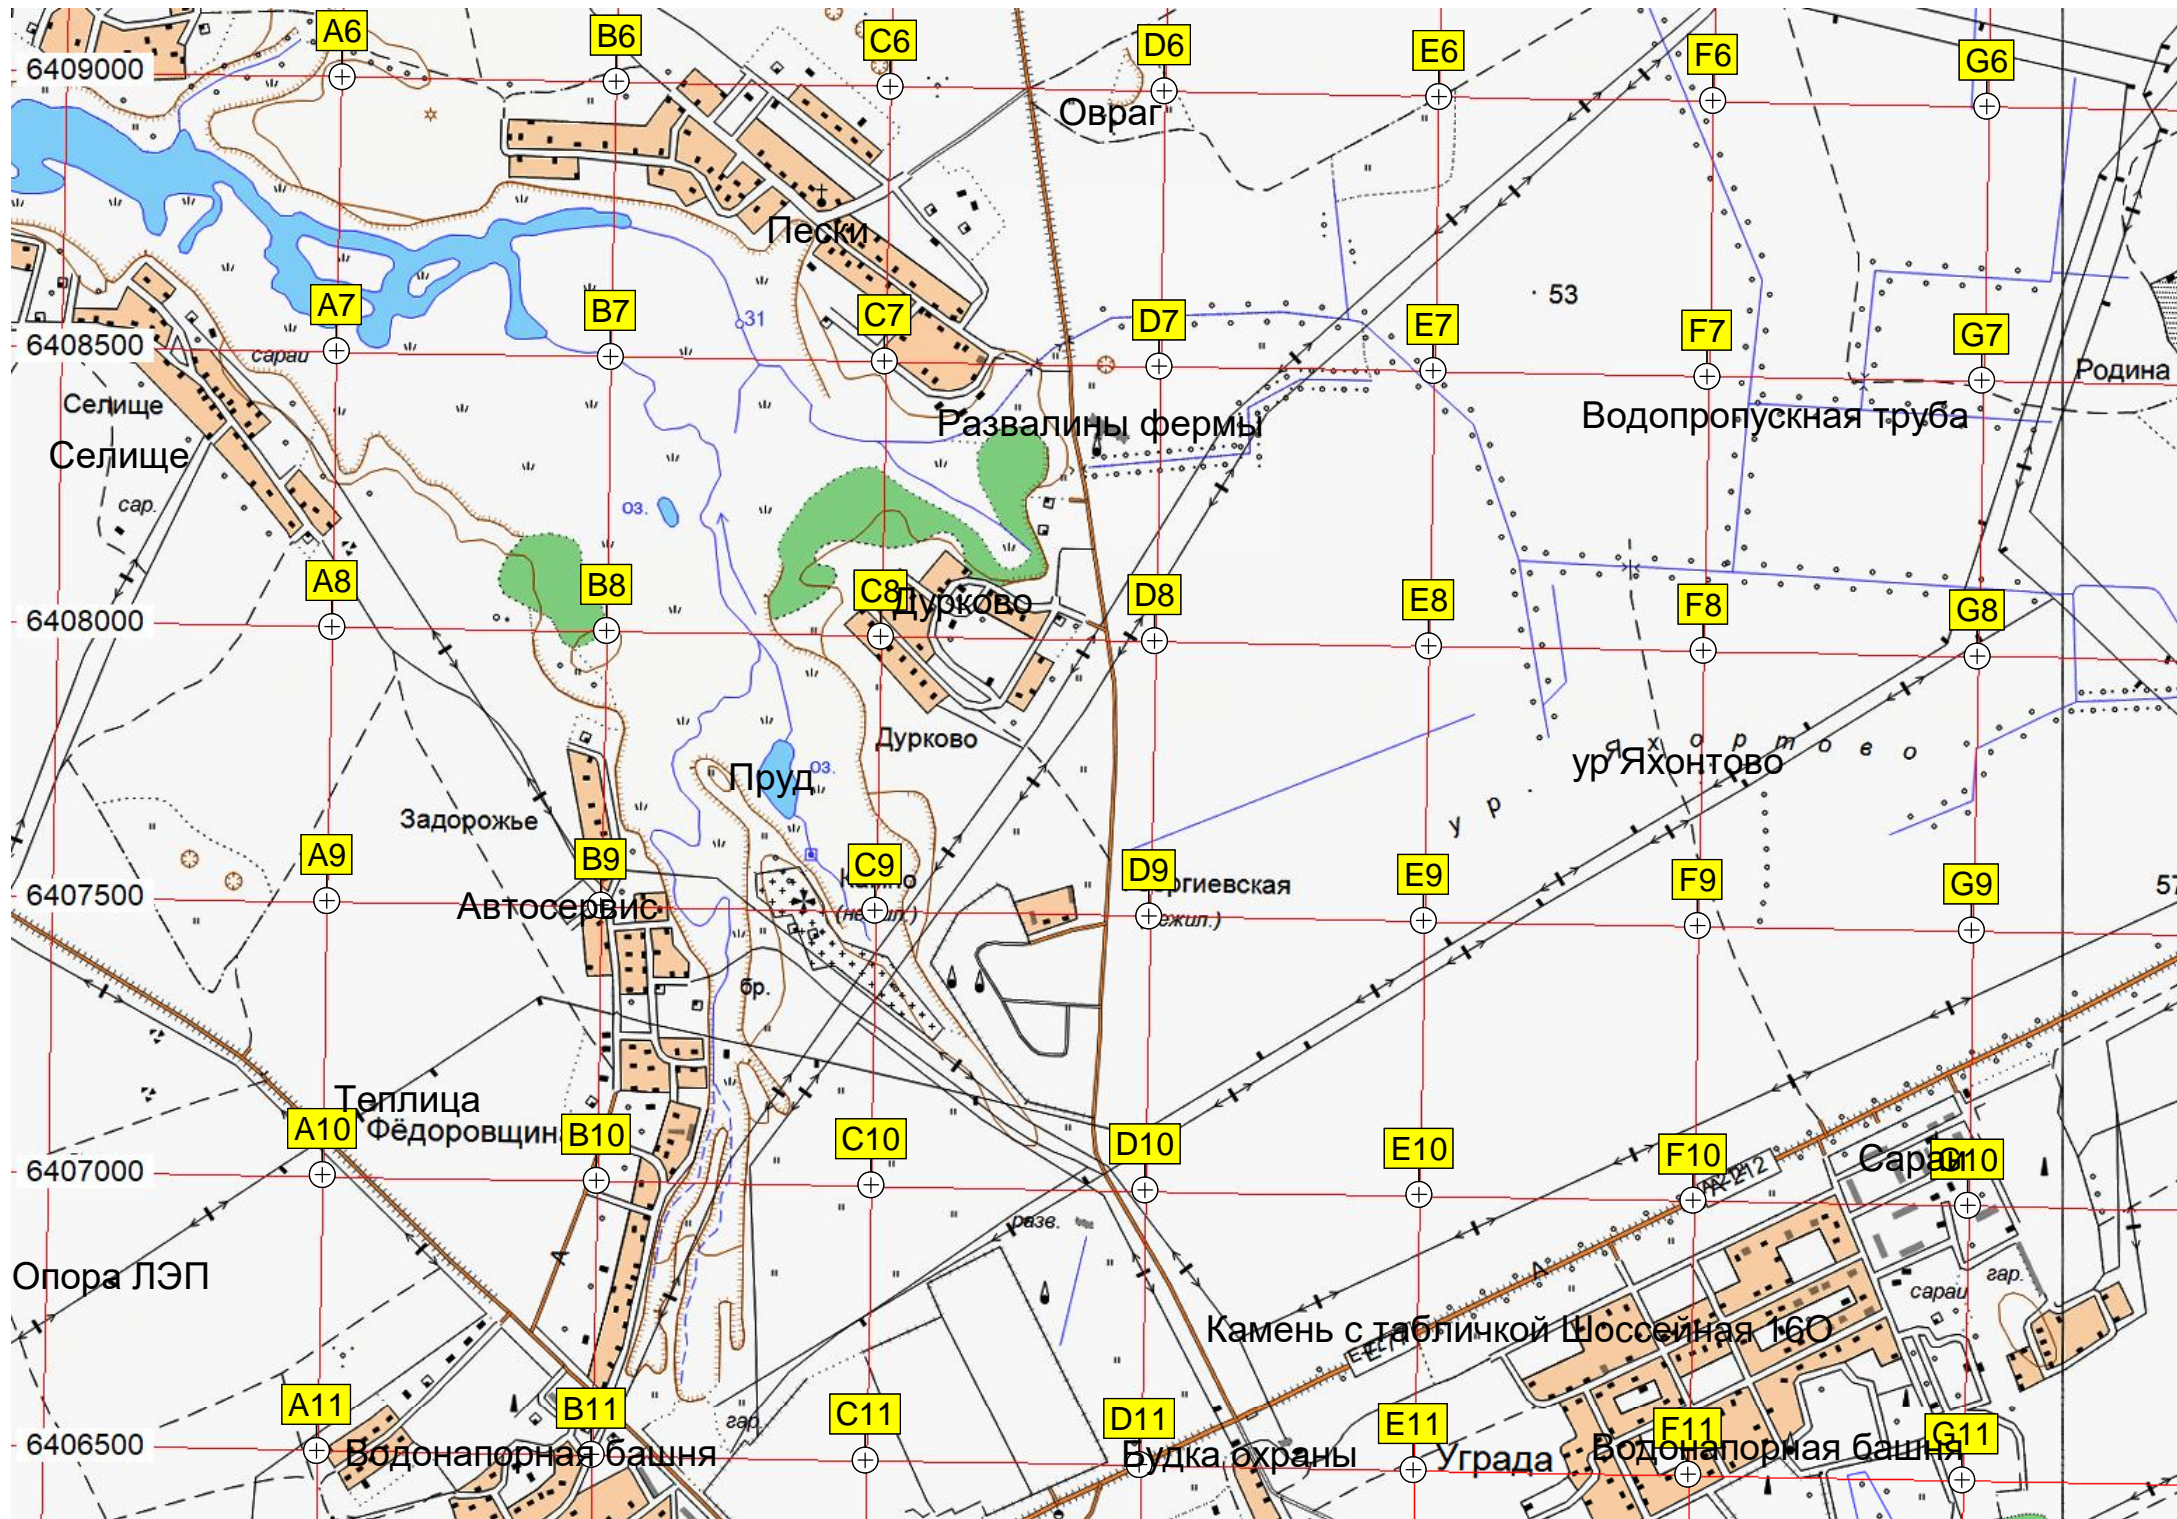 A6
B6
C6
D6
E6
F6
G6
6409000
Овраг
Пески
53
31
A7
B7
C7
D7
E7
F7
G7
6408500
сараи
Родина
Селище
Развалины фермы
Водопропускная труба
Селище
сар.
оз.
A8
B8
C8
D8
E8
F8
G8
Дурково
6408000
Дурково
ур. Яхортово
ур Яхонтово
Пруд
оз.
Задорожье
A9
B9
C9
D9
E9
F9
G9
6407500
57
Автосервис
бр.
Теплица
A10
Фёдоровщин
B10
C10
D10
E10
F10
G10
Сараи
6407000
разв.
А
А
Опора ЛЭП
гар.
сараи
Камень с табличкой Шоссейная 16О
A11
B11
C11
D11
E11
F11
G11
гар.
6406500
Водонапорная башня
Будка охраны
Уграда
Водонапорная башня